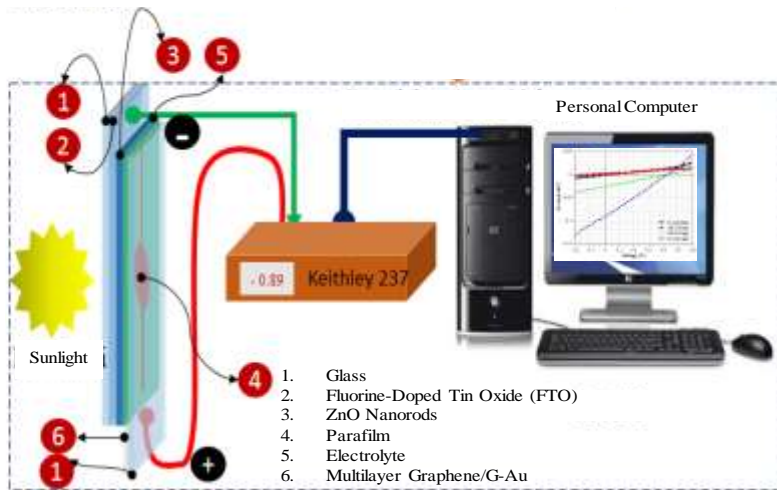 3
5
1
Personal Computer
2
-
- 0.89
Keithley 237
Sunlight
4
1. Glass
2. Fluorine-Doped Tin Oxide (FTO)
3. ZnO Nanorods
4. Parafilm
5. Electrolyte
6. Multilayer Graphene/G-Au
6
+
1